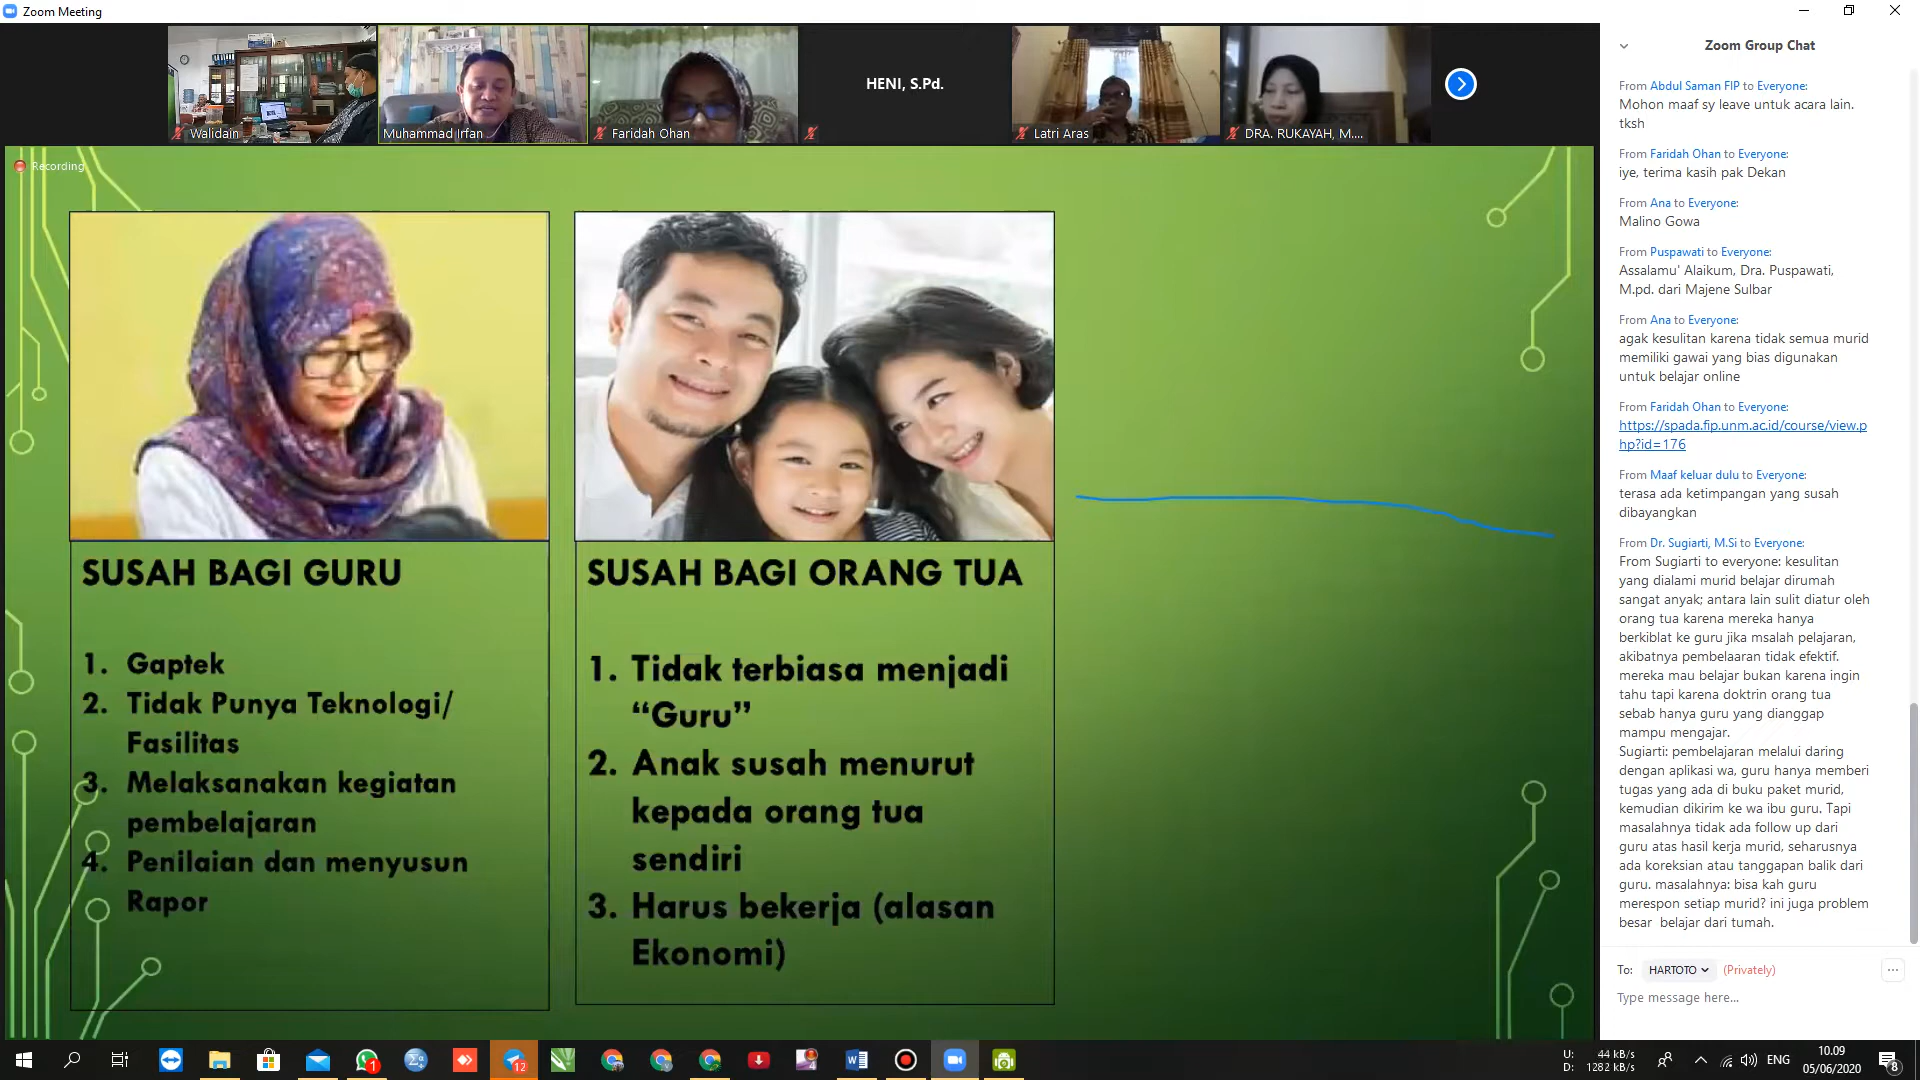 Zoom Meeting
Walidain
Muhammad Irfan
Faridah Ohan
HENI, S.Pd.
Latri Aras
DRA. RUKAYAH, M....
Recording
SUSAH BAGI GURU
1. Gaptek
2. Tidak Punya Teknologi/
Fasilitas
3. Melaksanakan kegiatan
pembelajaran
4. Penilaian dan menyusun
Rapor
SUSAH BAGI ORANG TUA
1. Tidak terbiasa menjadi
“Guru”
2. Anak susah menurut
kepada orang tua
sendiri
3. Harus bekerja (alasan
Ekonomi)
Zoom Group Chat
From Abdul Saman FIP to Everyone:
Mohon maaf sy leave untuk acara lain.
tksh
From Faridah Ohan to Everyone:
iye, terima kasih pak Dekan
From Ana to Everyone:
Malino Gowa
From Puspawati to Everyone:
Assalamu' Alaikum, Dra. Puspawati,
M.pd. dari Majene Sulbar
From Ana to Everyone:
agak kesulitan karena tidak semua murid
memiliki gawai yang bias digunakan
untuk belajar online
From Faridah Ohan to Everyone:
https://spada.fip.unm.ac.id/course/view.p
hp?id=176
From Maaf keluar dulu to Everyone:
terasa ada ketimpangan yang susah
dibayangkan
From Dr. Sugiarti, M.Si to Everyone:
From Sugiarti to everyone: kesulitan
yang dialami murid belajar dirumah
sangat anyak; antara lain sulit diatur oleh
orang tua karena mereka hanya
berkiblat ke guru jika msalah pelajaran,
akibatnya pembelaaran tidak efektif.
mereka mau belajar bukan karena ingin
tahu tapi karena doktrin orang tua
sebab hanya guru yang dianggap
mampu mengajar.
Sugiarti: pembelajaran melalui daring
dengan aplikasi wa, guru hanya memberi
tugas yang ada di buku paket murid,
kemudian dikirim ke wa ibu guru. Tapi
masalahnya tidak ada follow up dari
guru atas hasil kerja murid, seharusnya
ada koreksian atau tanggapan balik dari
guru. masalahnya: bisa kah guru
merespon setiap murid? ini juga problem
besar  belajar dari tumah.
To: HARTOTO (Privately)
Type message here...
1
12
4
U: 44 kB/s
D: 1282 kB/s
ENG
10.09
05/06/2020
8